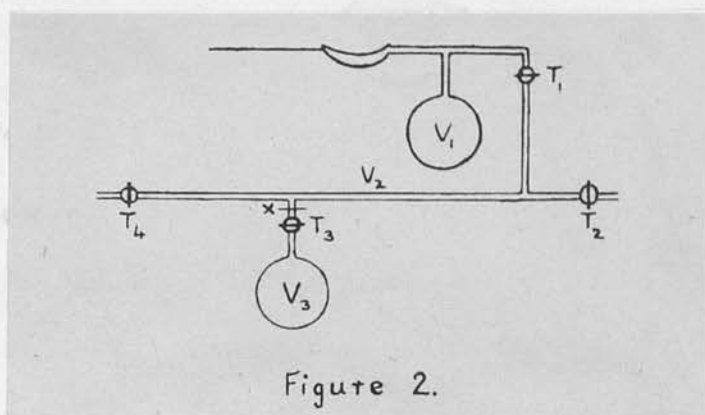 T₁
V₁
V₂
T₄
x
T₃
T₂
V₃
Figure 2.